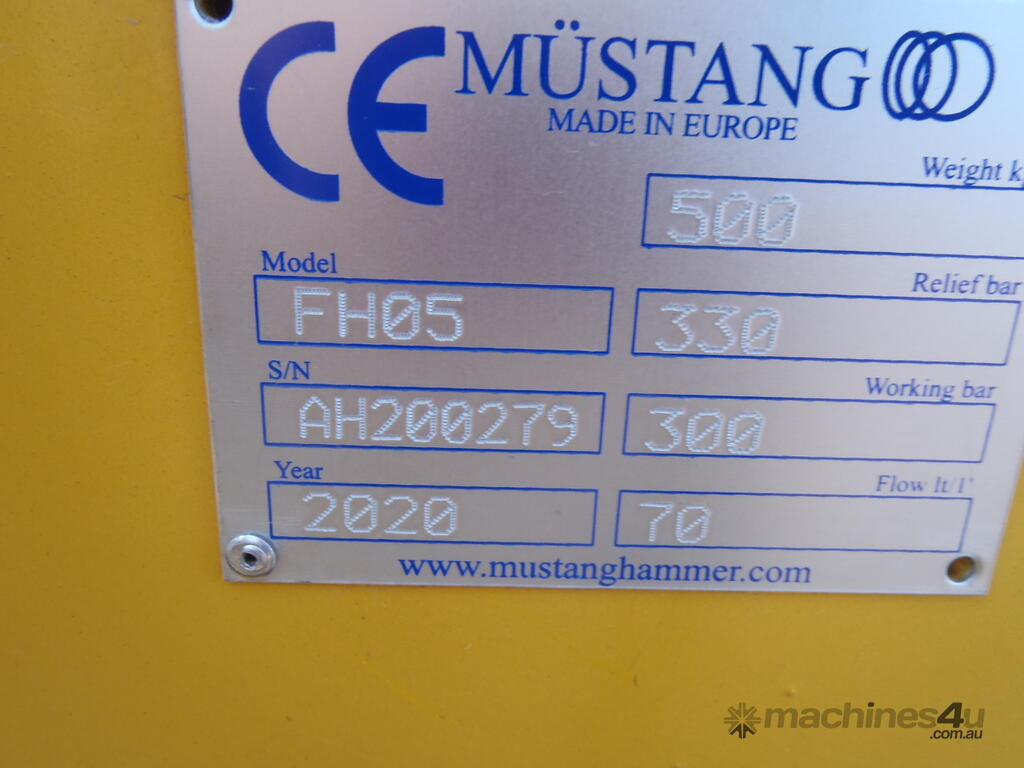 CE MÜSTANG
MADE IN EUROPE
Weight k
500
Model
FH05
Relief bar
330
S/N
AH200279
Working bar
300
Year
2020
Flow lt/1'
70
www.mustanghammer.com
machines4u
.com.au